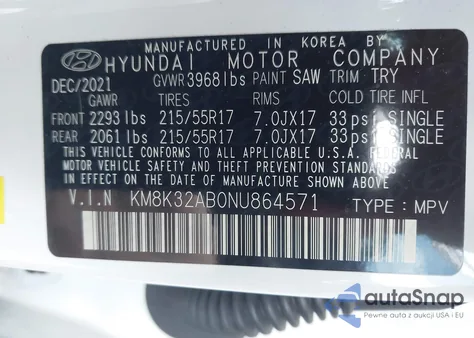 MANUFACTURED IN KOREA BY
HYUNDAI MOTOR COMPANY
DEC/2021 GVWR 3968lbs PAINT SAW TRIM TRY
GAWR TIRES RIMS COLD TIRE INFL
FRONT 2293 lbs 215/55R17 7.0JX17 33 psi SINGLE
REAR 2061 lbs 215/55R17 7.0JX17 33 psi SINGLE
THIS VEHICLE CONFORMS TO ALL APPLICABLE U.S.A. FEDERAL
MOTOR VEHICLE SAFETY AND THEFT PREVENTION STANDARDS
IN EFFECT ON THE DATE OF MANUFACTURE SHOWN ABOVE.
V.I.N KM8K32AB0NU864571 TYPE: MPV
autoSnap
Pewne auta z aukcji USA i EU